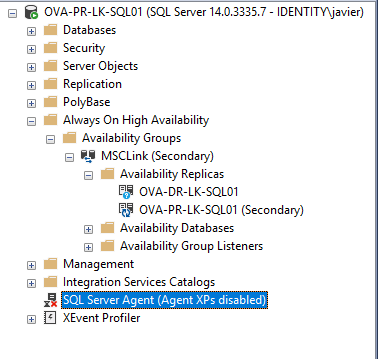 OVA-PR-LK-SQL01 (SQL Server 14.0.3335.7 - IDENTITY\javier)
Databases
Security
Server Objects
Replication
PolyBase
Always On High Availability
Availability Groups
MSCLink (Secondary)
Availability Replicas
OVA-DR-LK-SQL01
OVA-PR-LK-SQL01 (Secondary)
Availability Databases
Availability Group Listeners
Management
Integration Services Catalogs
SQL Server Agent (Agent XPs disabled)
XEvent Profiler